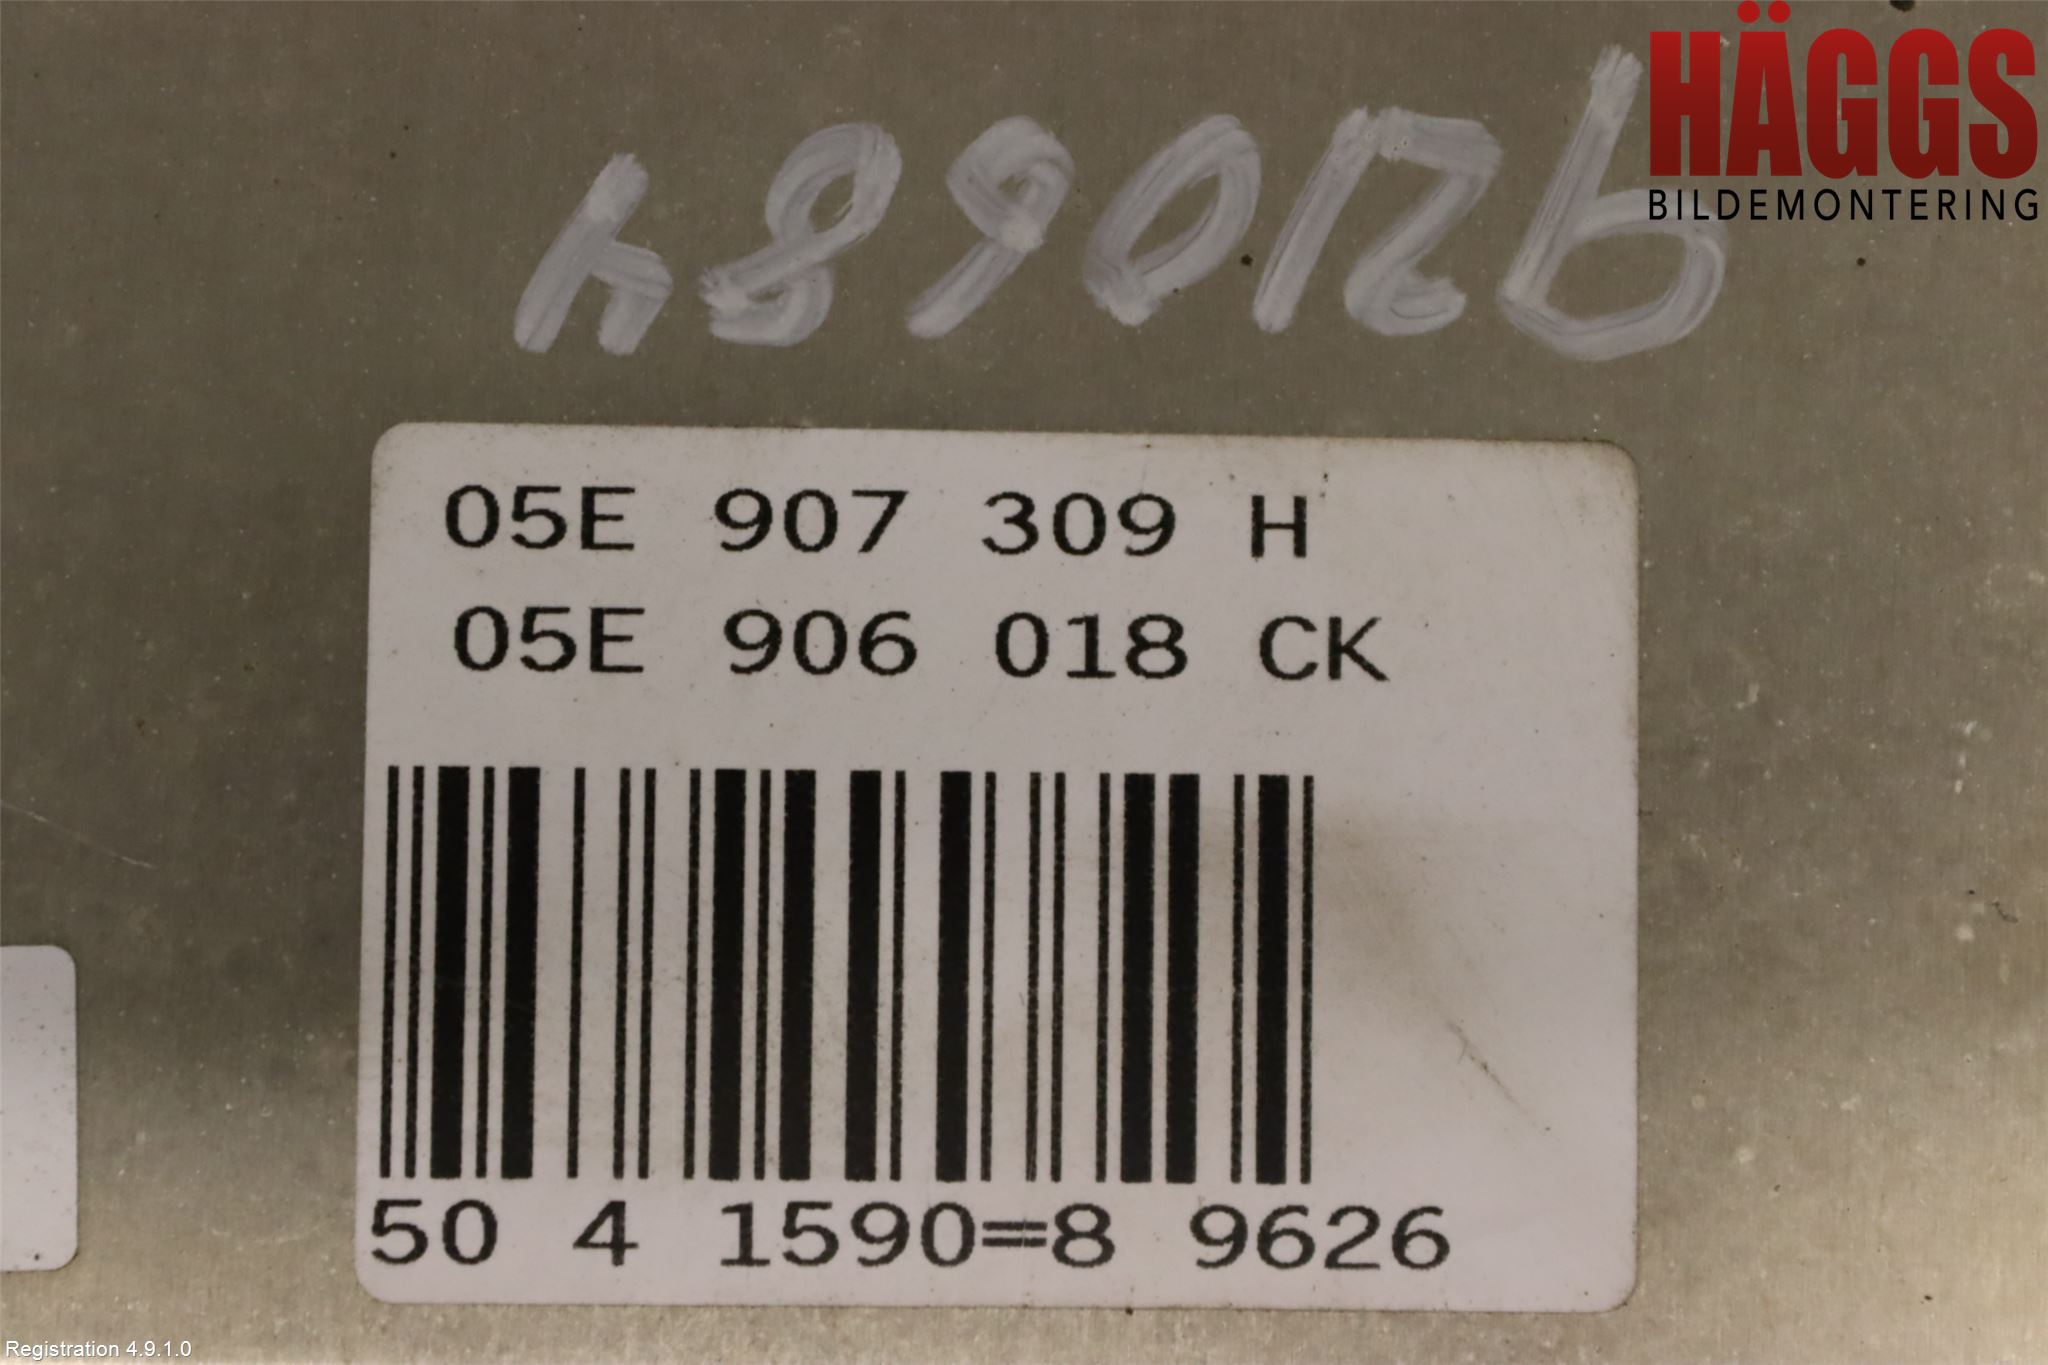 HÄGGS
BILDEMONTERING
9210684
05E 907 309 H
05E 906 018 CK
50 4 1590=8 9626
Registration 4.9.1.0